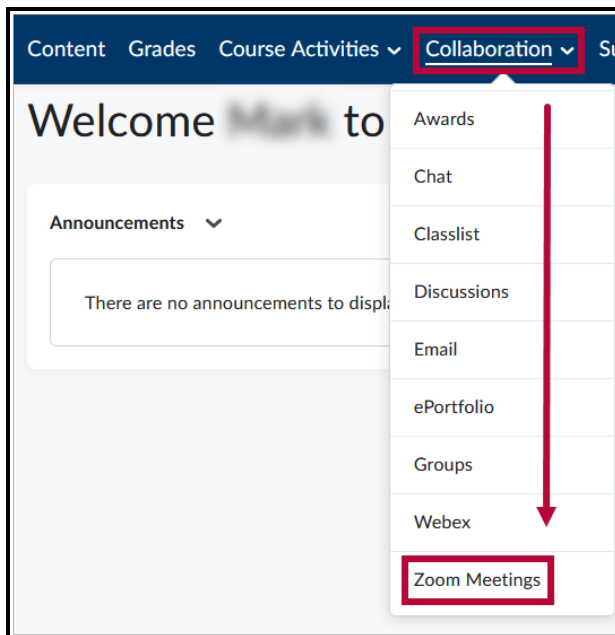 Content Grades Course Activities Collaboration Su
Welcome to
Announcements
There are no announcements to displa
Awards
Chat
Classlist
Discussions
Email
ePortfolio
Groups
Webex
Zoom Meetings